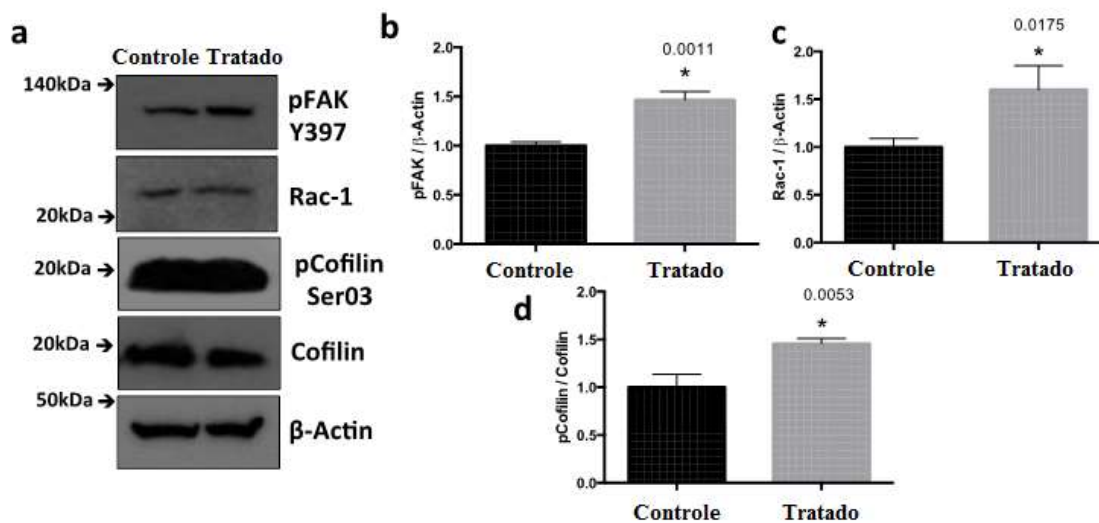 a
Controle Tratado
140kDa →
pFAK
Y397
Rac-1
20kDa →
20kDa →
pCofilin
Ser03
20kDa →
Cofilin
50kDa →
β-Actin
b
0.0011
*
2.0
1.5
1.0
0.5
0.0
pFAK / β-Actin
Controle
Tratado
c
0.0175
*
2.0
1.5
1.0
0.5
0.0
Rac-1 / β-Actin
Controle
Tratado
d
0.0053
*
2.0
1.5
1.0
0.5
0.0
pCofilin / Cofilin
Controle
Tratado